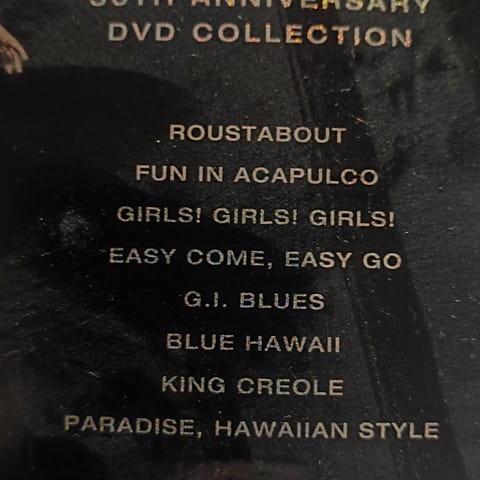 ANNIVERSARY
DVD COLLECTION
ROUSTABOUT
FUN IN ACAPULCO
GIRLS! GIRLS! GIRLS!
EASY COME, EASY GO
G.I. BLUES
BLUE HAWAII
KING CREOLE
PARADISE, HAWAIIAN STYLE